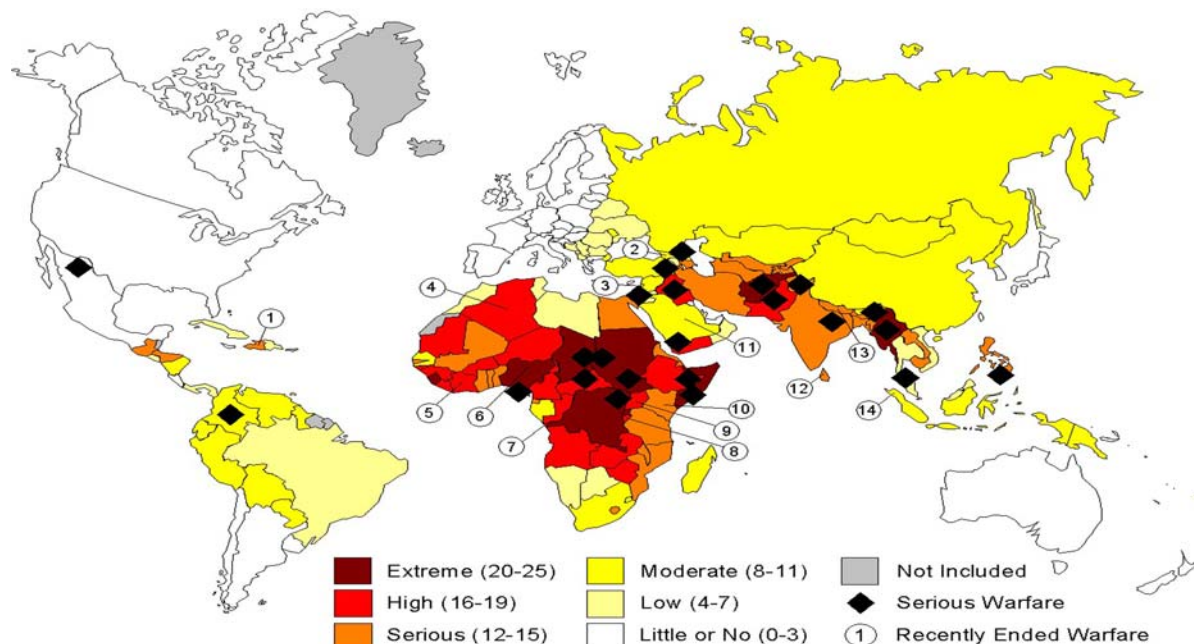 1
2
3
4
11
13
12
5
6
14
10
9
7
8
Extreme (20-25)
Moderate (8-11)
Not Included
High (16-19)
Low (4-7)
Serious Warfare
Serious (12-15)
Little or No (0-3)
1 Recently Ended Warfare